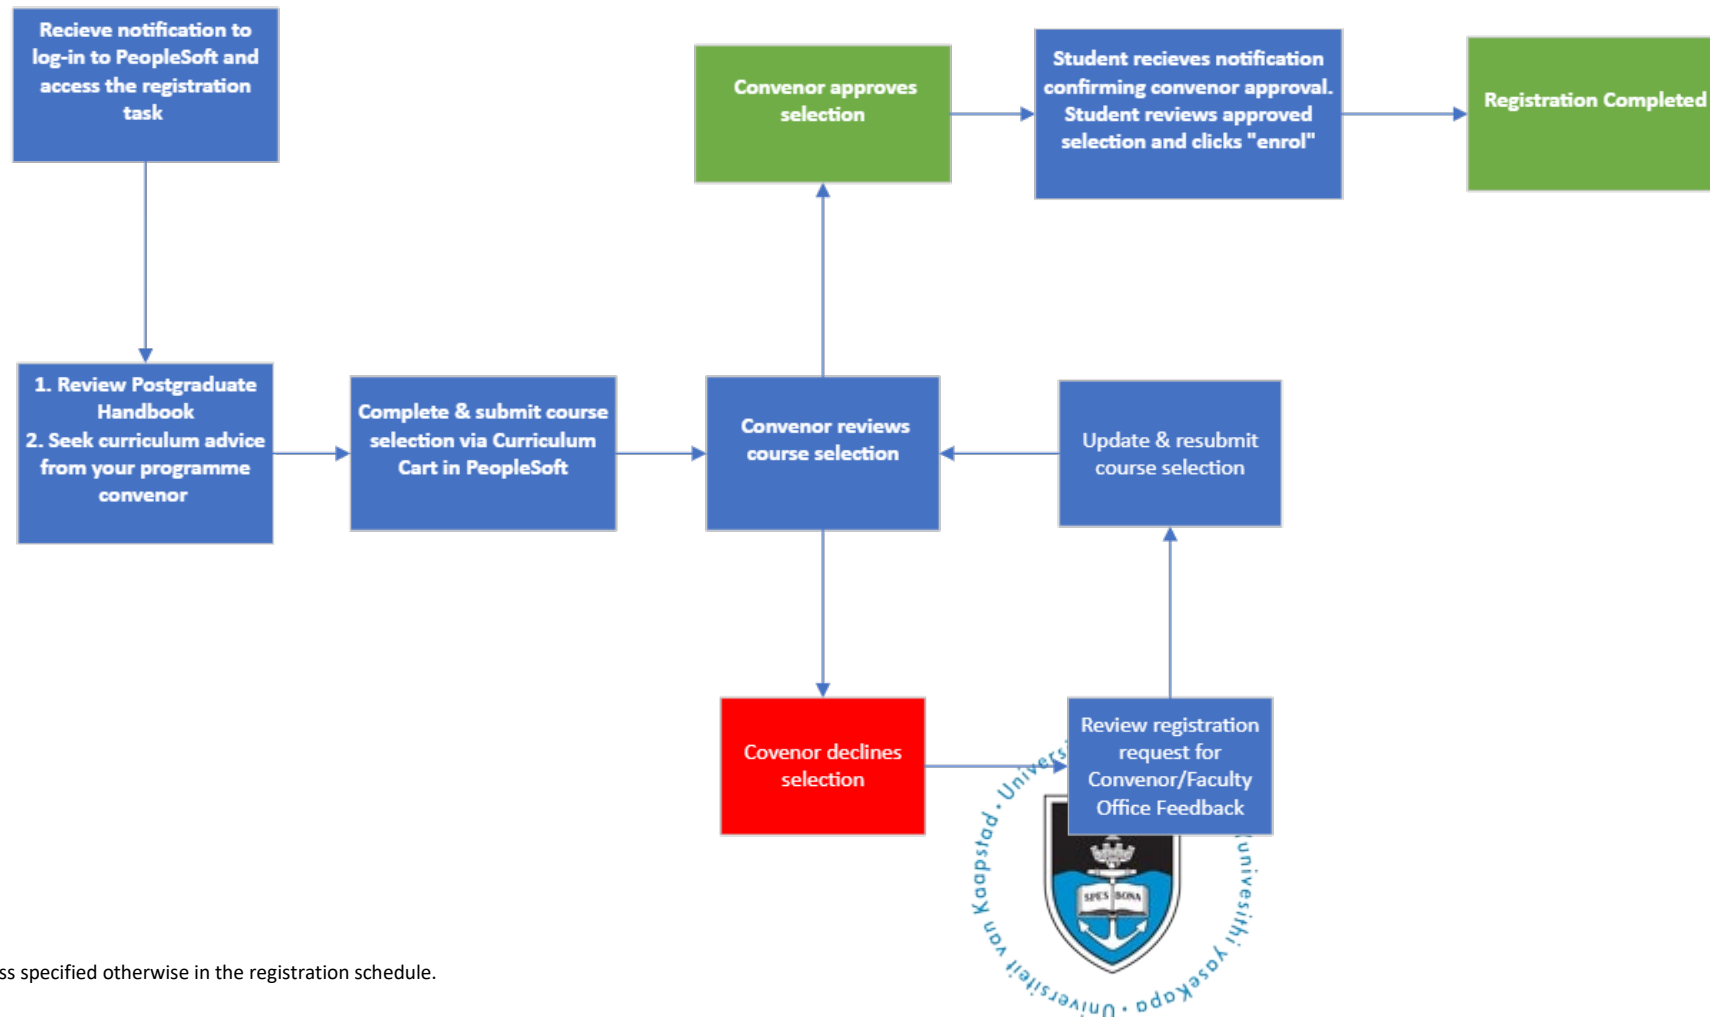 Recieve notification to
log-in to PeopleSoft and
access the registration
task
Convenor approves
selection
Student recieves notification
confirming convenor approval.
Student reviews approved
selection and clicks "enrol"
Registration Completed
1. Review Postgraduate
Handbook
2. Seek curriculum advice
from your programme
convenor
Complete & submit course
selection via Curriculum
Cart in PeopleSoft
Convenor reviews
course selection
Update & resubmit
course selection
Covenor declines
selection
Review registration
request for
Convenor/Faculty
Office Feedback
SPES BONA
Universiteit van Kaapstad ·
yaseKapa ·
ss specified otherwise in the registration schedule.